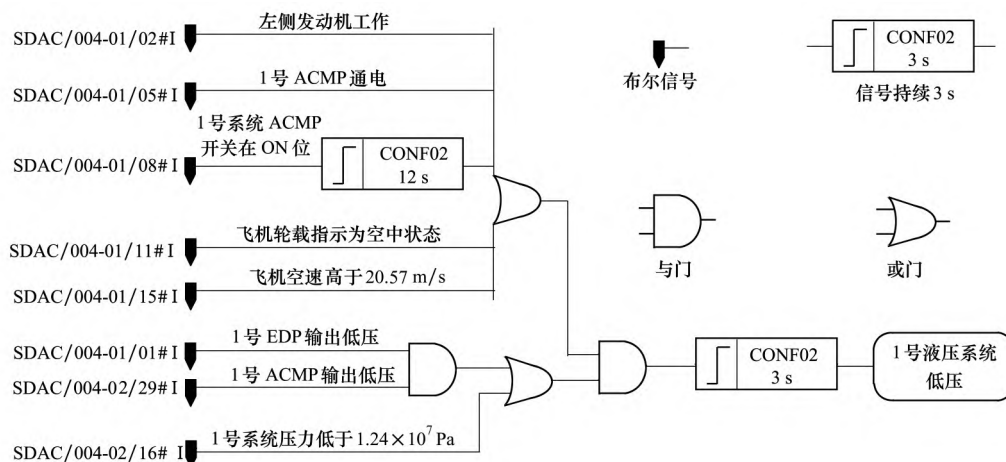 SDAC/004-01/02#I
左侧发动机工作
SDAC/004-01/05#I
1号 ACMP 通电
SDAC/004-01/08#I
1号系统 ACMP
开关在 ON 位
CONF02
12 s
SDAC/004-01/11#I
飞机轮载指示为空中状态
SDAC/004-01/15#I
飞机空速高于20.57 m/s
SDAC/004-01/01#I
1号 EDP 输出低压
SDAC/004-02/29#I
1号 ACMP 输出低压
SDAC/004-02/16# I
1号系统压力低于1.24×10⁷ Pa
CONF02
3 s
1号液压系统
低压
布尔信号
CONF02
3 s
信号持续3 s
与门
或门